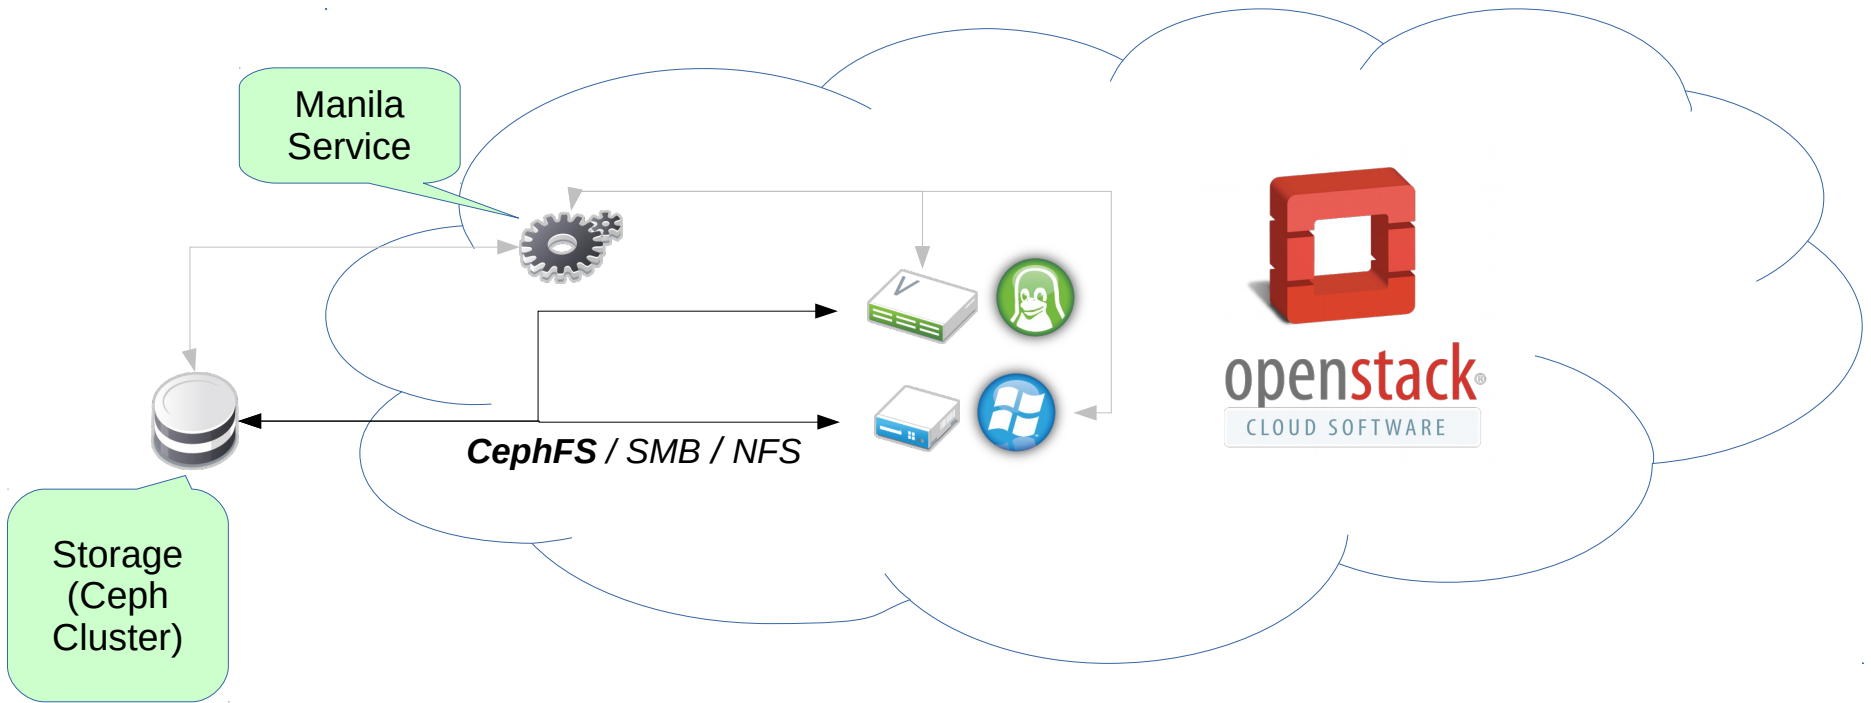 Manila
Service
V
openstack®
CLOUD SOFTWARE
CephFS / SMB / NFS
Storage
(Ceph
Cluster)